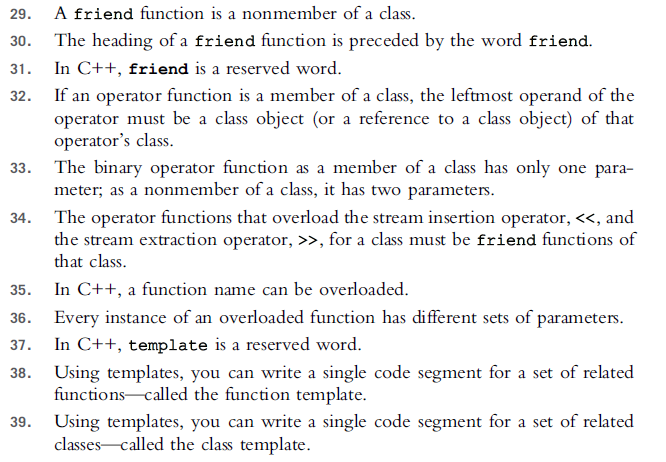 29. A friend function is a nonmember of a class.
30. The heading of a friend function is preceded by the word friend.
31. In C++, friend is a reserved word.
32. If an operator function is a member of a class, the leftmost operand of the
operator must be a class object (or a reference to a class object) of that
operator's class.
33. The binary operator function as a member of a class has only one para-
meter; as a nonmember of a class, it has two parameters.
34. The operator functions that overload the stream insertion operator, <<, and
the stream extraction operator, >>, for a class must be friend functions of
that class.
35. In C++, a function name can be overloaded.
36. Every instance of an overloaded function has different sets of parameters.
37. In C++, template is a reserved word.
38. Using templates, you can write a single code segment for a set of related
functions—called the function template.
39. Using templates, you can write a single code segment for a set of related
classes—called the class template.